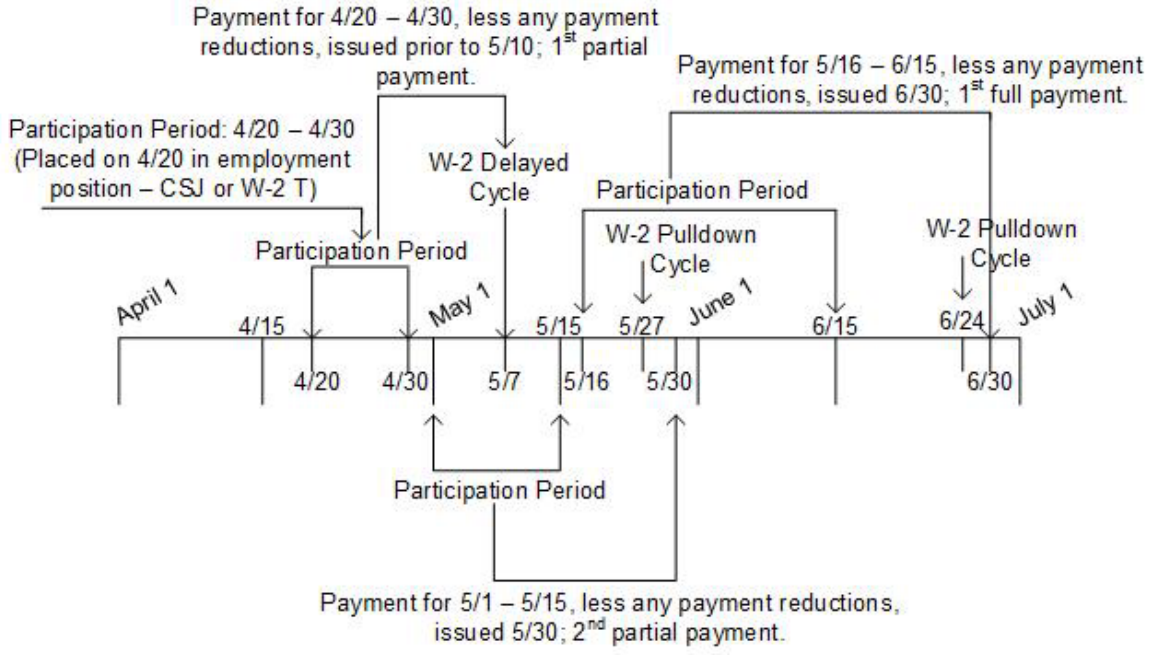 Payment for 4/20 – 4/30, less any payment
reductions, issued prior to 5/10; 1st partial
payment.
Payment for 5/16 – 6/15, less any payment
reductions, issued 6/30; 1st full payment.
Participation Period: 4/20 – 4/30
(Placed on 4/20 in employment
position – CSJ or W-2 T)
W-2 Delayed
Cycle
Participation Period
W-2 Pulldown
Cycle
W-2 Pulldown
Cycle
Participation Period
April 1
May 1
June 1
July 1
4/15
5/15
5/27
6/15
6/24
4/20
4/30
5/7
5/16
5/30
6/30
Participation Period
Payment for 5/1 – 5/15, less any payment reductions,
issued 5/30; 2nd partial payment.